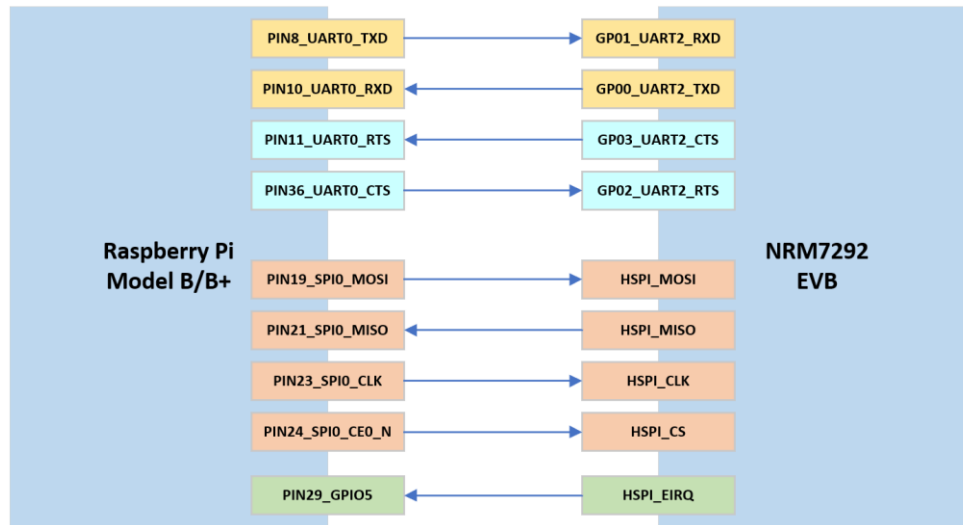 PIN8_UART0_TXD
GP01_UART2_RXD
PIN10_UART0_RXD
GP00_UART2_TXD
PIN11_UART0_RTS
GP03_UART2_CTS
PIN36_UART0_CTS
GP02_UART2_RTS
Raspberry Pi
Model B/B+
NRM7292
EVB
PIN19_SPI0_MOSI
HSPI_MOSI
PIN21_SPI0_MISO
HSPI_MISO
PIN23_SPI0_CLK
HSPI_CLK
PIN24_SPI0_CE0_N
HSPI_CS
PIN29_GPIO5
HSPI_EIRQ